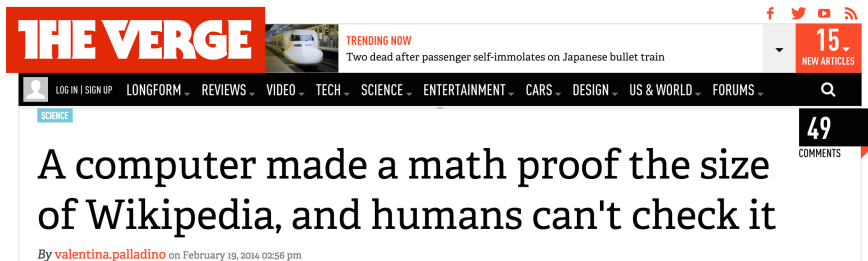 THE VERGE
TRENDING NOW
Two dead after passenger self-immolates on Japanese bullet train
15
NEW ARTICLES
LOG IN | SIGN UP LONGFORM REVIEWS VIDEO TECH SCIENCE ENTERTAINMENT CARS DESIGN US & WORLD FORUMS
SCIENCE
49
COMMENTS
A computer made a math proof the size
of Wikipedia, and humans can't check it
By valentina.palladino on February 19, 2014 02:56 pm